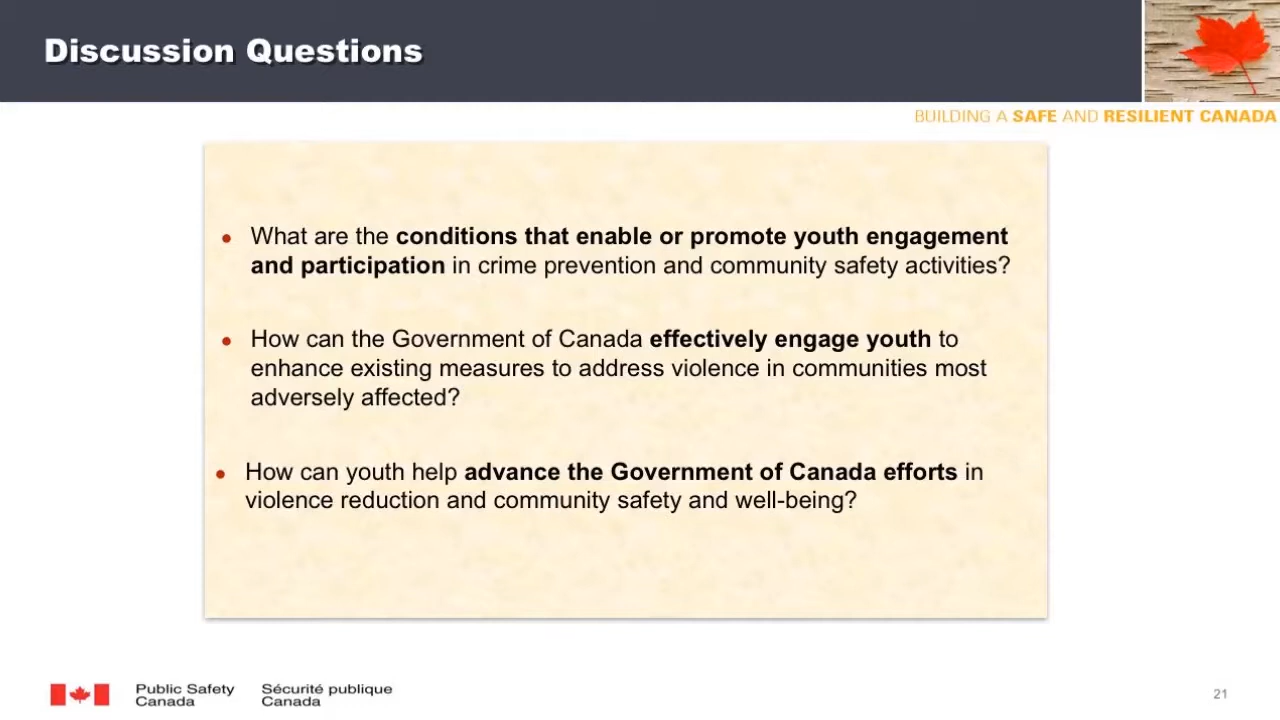 Discussion Questions
BUILDING A SAFE AND RESILIENT CANADA
• What are the conditions that enable or promote youth engagement
and participation in crime prevention and community safety activities?
• How can the Government of Canada effectively engage youth to
enhance existing measures to address violence in communities most
adversely affected?
• How can youth help advance the Government of Canada efforts in
violence reduction and community safety and well-being?
Public Safety
Canada
Sécurité publique
Canada
21